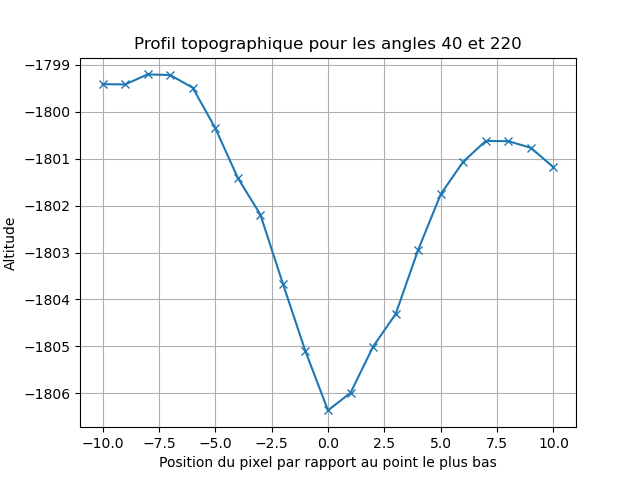 Profil topographique pour les angles 40 et 220
Altitude
−1799
−1800
−1801
−1802
−1803
−1804
−1805
−1806
−10.0 −7.5 −5.0 −2.5 0.0 2.5 5.0 7.5 10.0
Position du pixel par rapport au point le plus bas